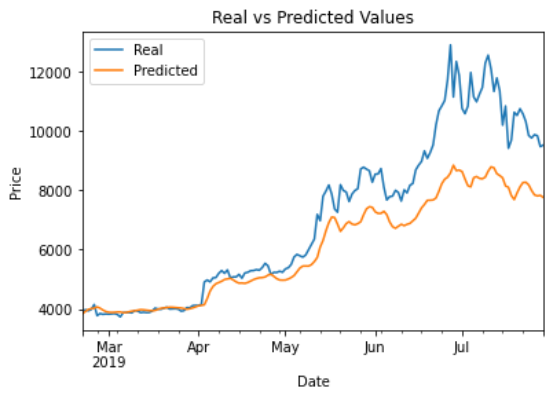 Real vs Predicted Values
Real
Predicted
12000
10000
8000
6000
4000
Price
Mar
2019
Apr
May
Jun
Jul
Date